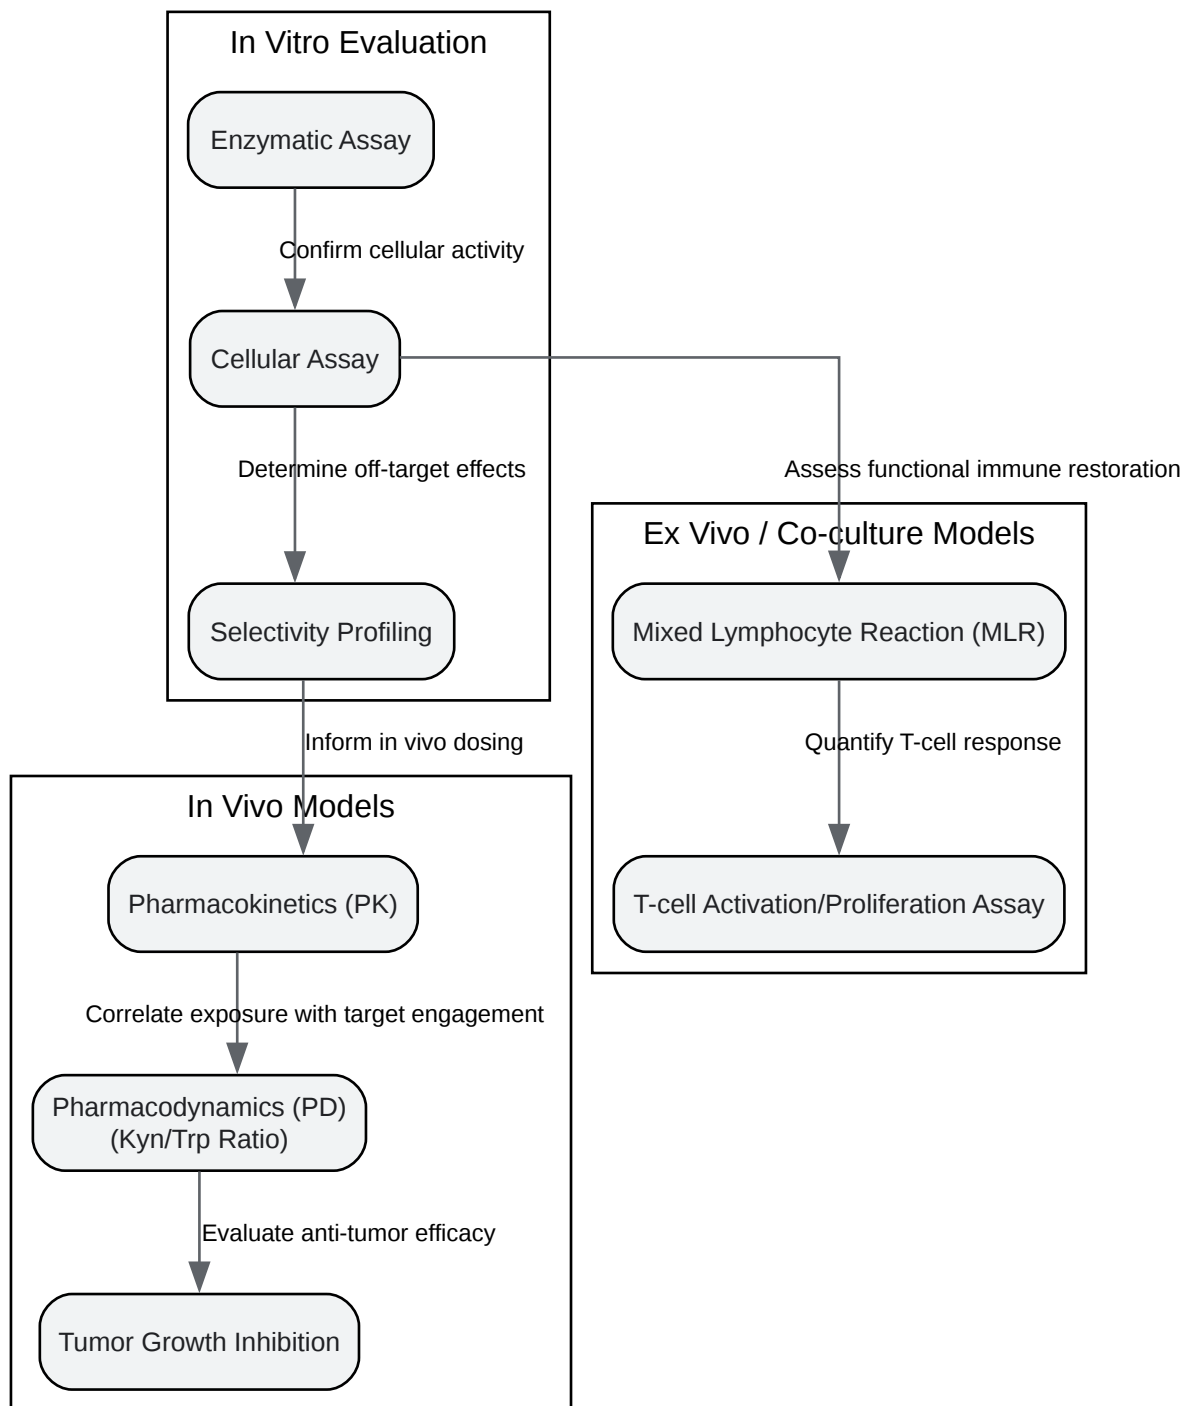 In Vitro Evaluation
Enzymatic Assay
Confirm cellular activity
Cellular Assay
Determine off-target effects
Assess functional immune restoration
Ex Vivo / Co-culture Models
Selectivity Profiling
Mixed Lymphocyte Reaction (MLR)
Inform in vivo dosing
Quantify T-cell response
In Vivo Models
Pharmacokinetics (PK)
T-cell Activation/Proliferation Assay
Correlate exposure with target engagement
Pharmacodynamics (PD)
(Kyn/Trp Ratio)
Evaluate anti-tumor efficacy
Tumor Growth Inhibition